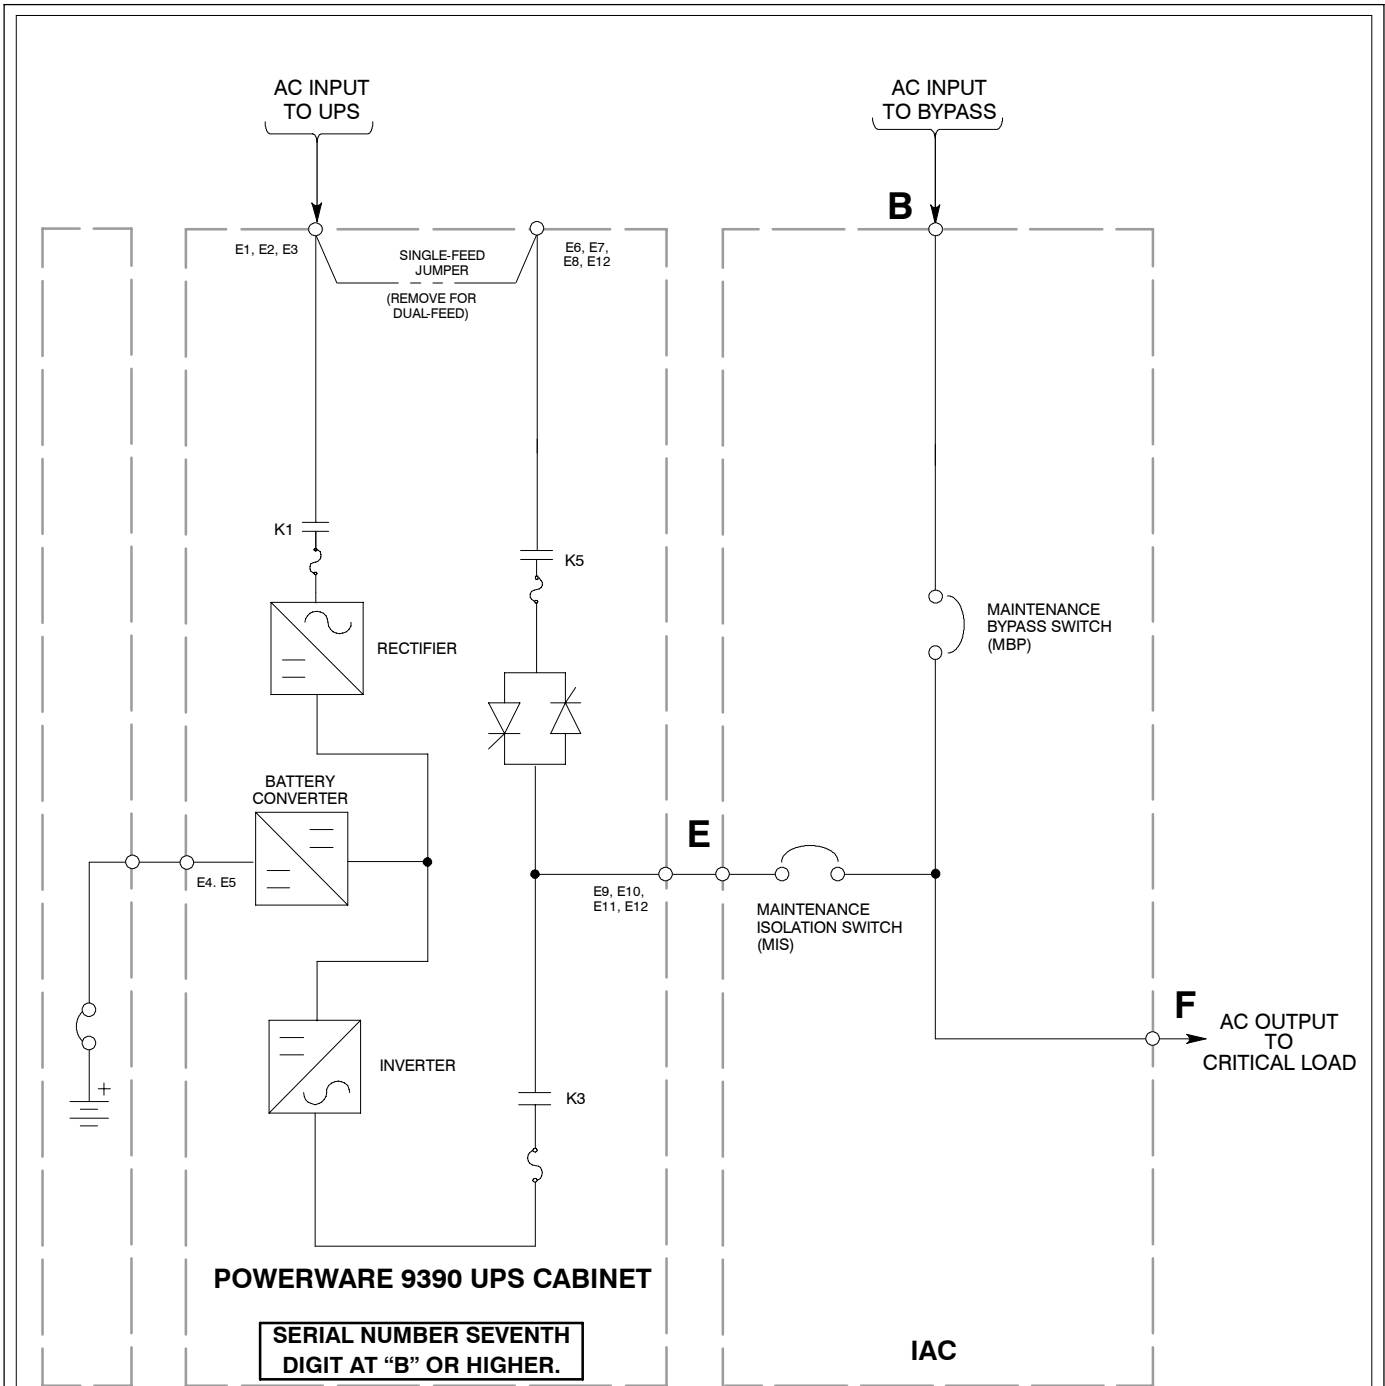 AC INPUT
TO UPS
AC INPUT
TO BYPASS
B
E1, E2, E3
SINGLE-FEED
JUMPER
(REMOVE FOR
DUAL-FEED)
E6, E7,
E8, E12
K1
K5
RECTIFIER
MAINTENANCE
BYPASS SWITCH
(MBP)
BATTERY
CONVERTER
E4. E5
E
E9, E10,
E11, E12
MAINTENANCE
ISOLATION SWITCH
(MIS)
F
AC OUTPUT
TO
CRITICAL LOAD
INVERTER
+
K3
POWERWARE 9390 UPS CABINET
SERIAL NUMBER SEVENTH
DIGIT AT “B” OR HIGHER.
IAC